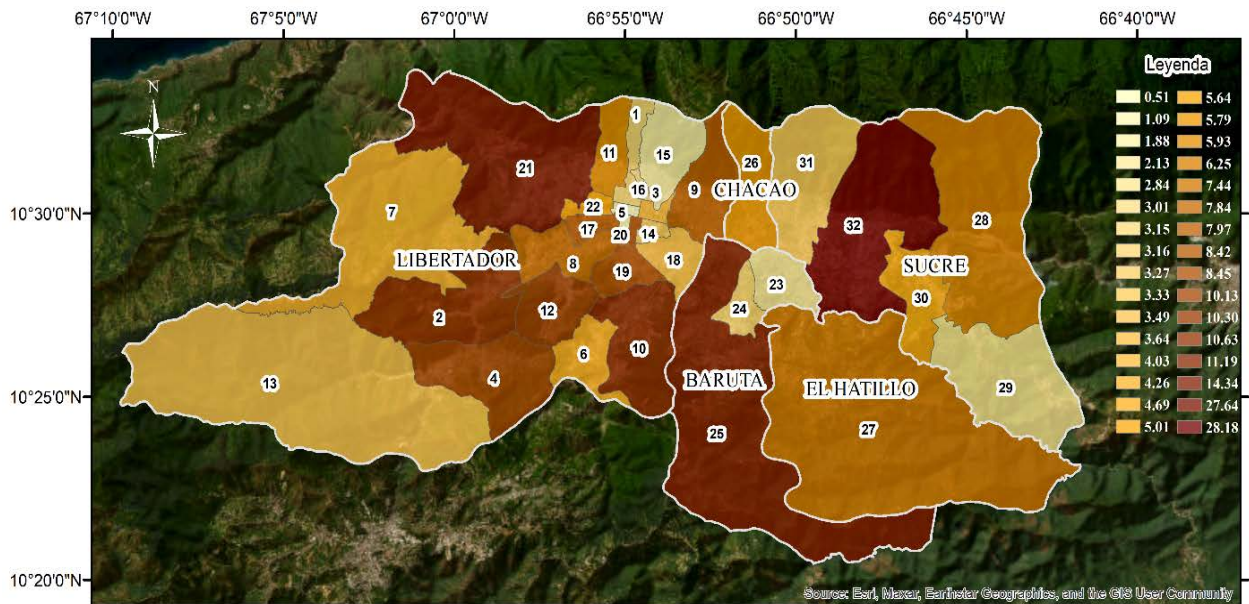 67°10'0"W 67°5'0"W 67°0'0"W 66°55'0"W 66°50'0"W 66°45'0"W 66°40'0"W
N
Leyenda
0.51 5.64
1.09 5.79
1.88 5.93
2.13 6.25
2.84 7.44
3.01 7.84
3.15 7.97
3.16 8.42
3.27 8.45
3.33 10.13
3.49 10.30
3.64 10.63
4.03 11.19
4.26 14.34
4.69 27.64
5.01 28.18
1
11 15 26 31
21
16 3 9 CHACAO
10°30'0"N 7 22 5 32 28
17 20 14
LIBERTADOR 8 18 SUCRE
19 23
24 30
2 12
6 10
13 4 BARUTA EL HATILLO 29
10°25'0"N
25 27
10°20'0"N
Source: Esri, Maxar, Earthstar Geographics, and the GIS User Community